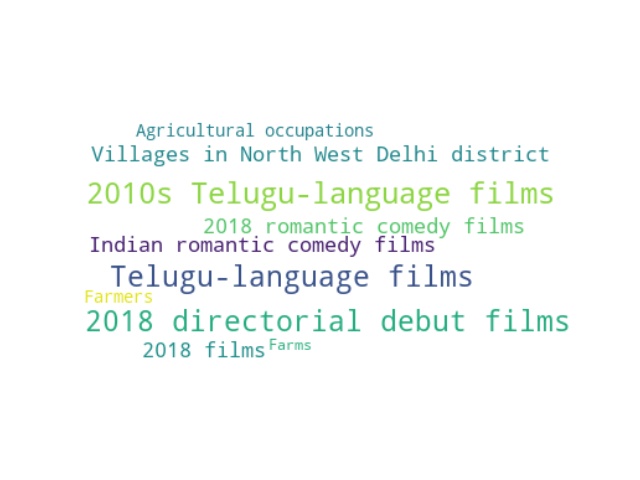 Agricultural occupations
Villages in North West Delhi district
2010s Telugu-language films
2018 romantic comedy films
Indian romantic comedy films
Telugu-language films
Farmers
2018 directorial debut films
2018 films Farms